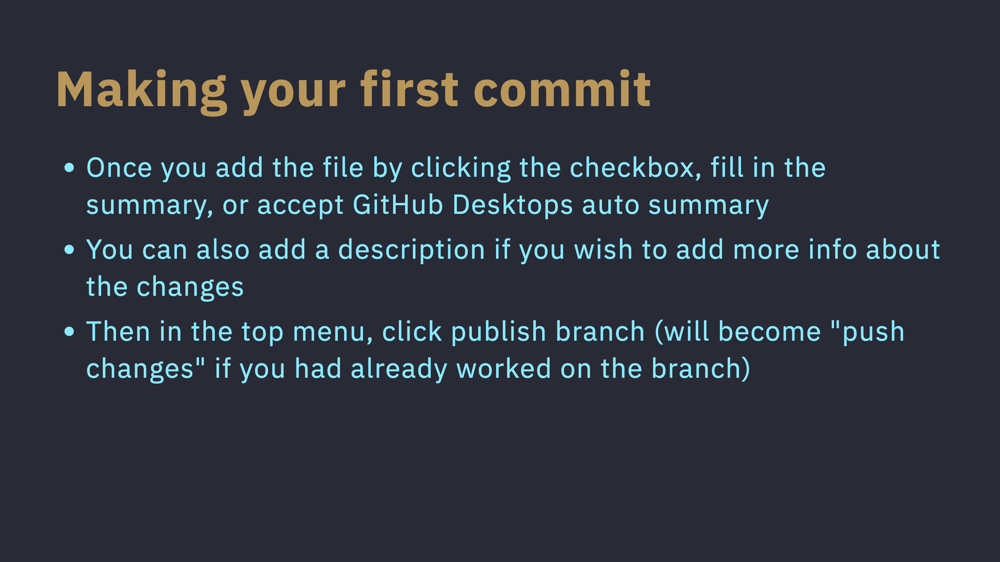 Making your first commit
• Once you add the file by clicking the checkbox, fill in the
summary, or accept GitHub Desktops auto summary
• You can also add a description if you wish to add more info about
the changes
• Then in the top menu, click publish branch (will become "push
changes" if you had already worked on the branch)